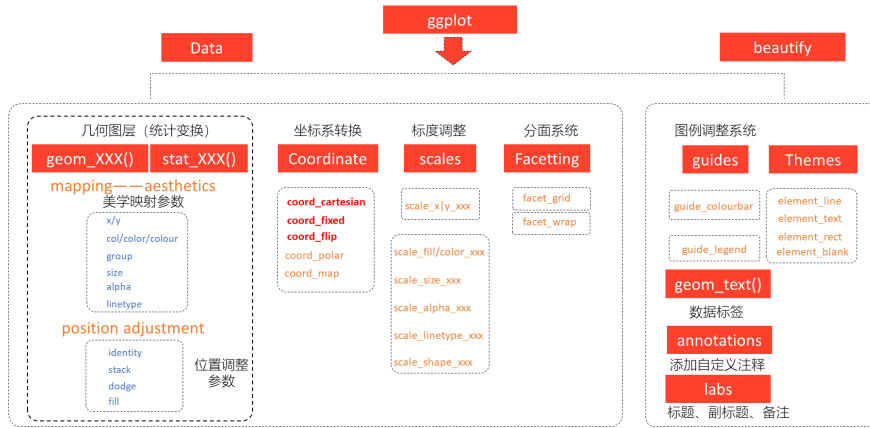 ggplot
Data
beautify
几何图层（统计变换）
geom_XXX()
stat_XXX()
mapping——aesthetics
美学映射参数
x/y
col/color/colour
group
size
alpha
linetype
position adjustment
identity
stack
dodge
fill
位置调整
参数
坐标系转换
Coordinate
coord_cartesian
coord_fixed
coord_flip
coord_polar
coord_map
标度调整
scales
scale_x|y_xxx
scale_fill/color_xxx
scale_size_xxx
scale_alpha_xxx
scale_linetype_xxx
scale_shape_xxx
分面系统
Facetting
facet_grid
facet_wrap
图例调整系统
guides
guide_colourbar
guide_legend
Themes
element_line
element_text
element_rect
element_blank
geom_text()
数据标签
annotations
添加自定义注释
labs
标题、副标题、备注